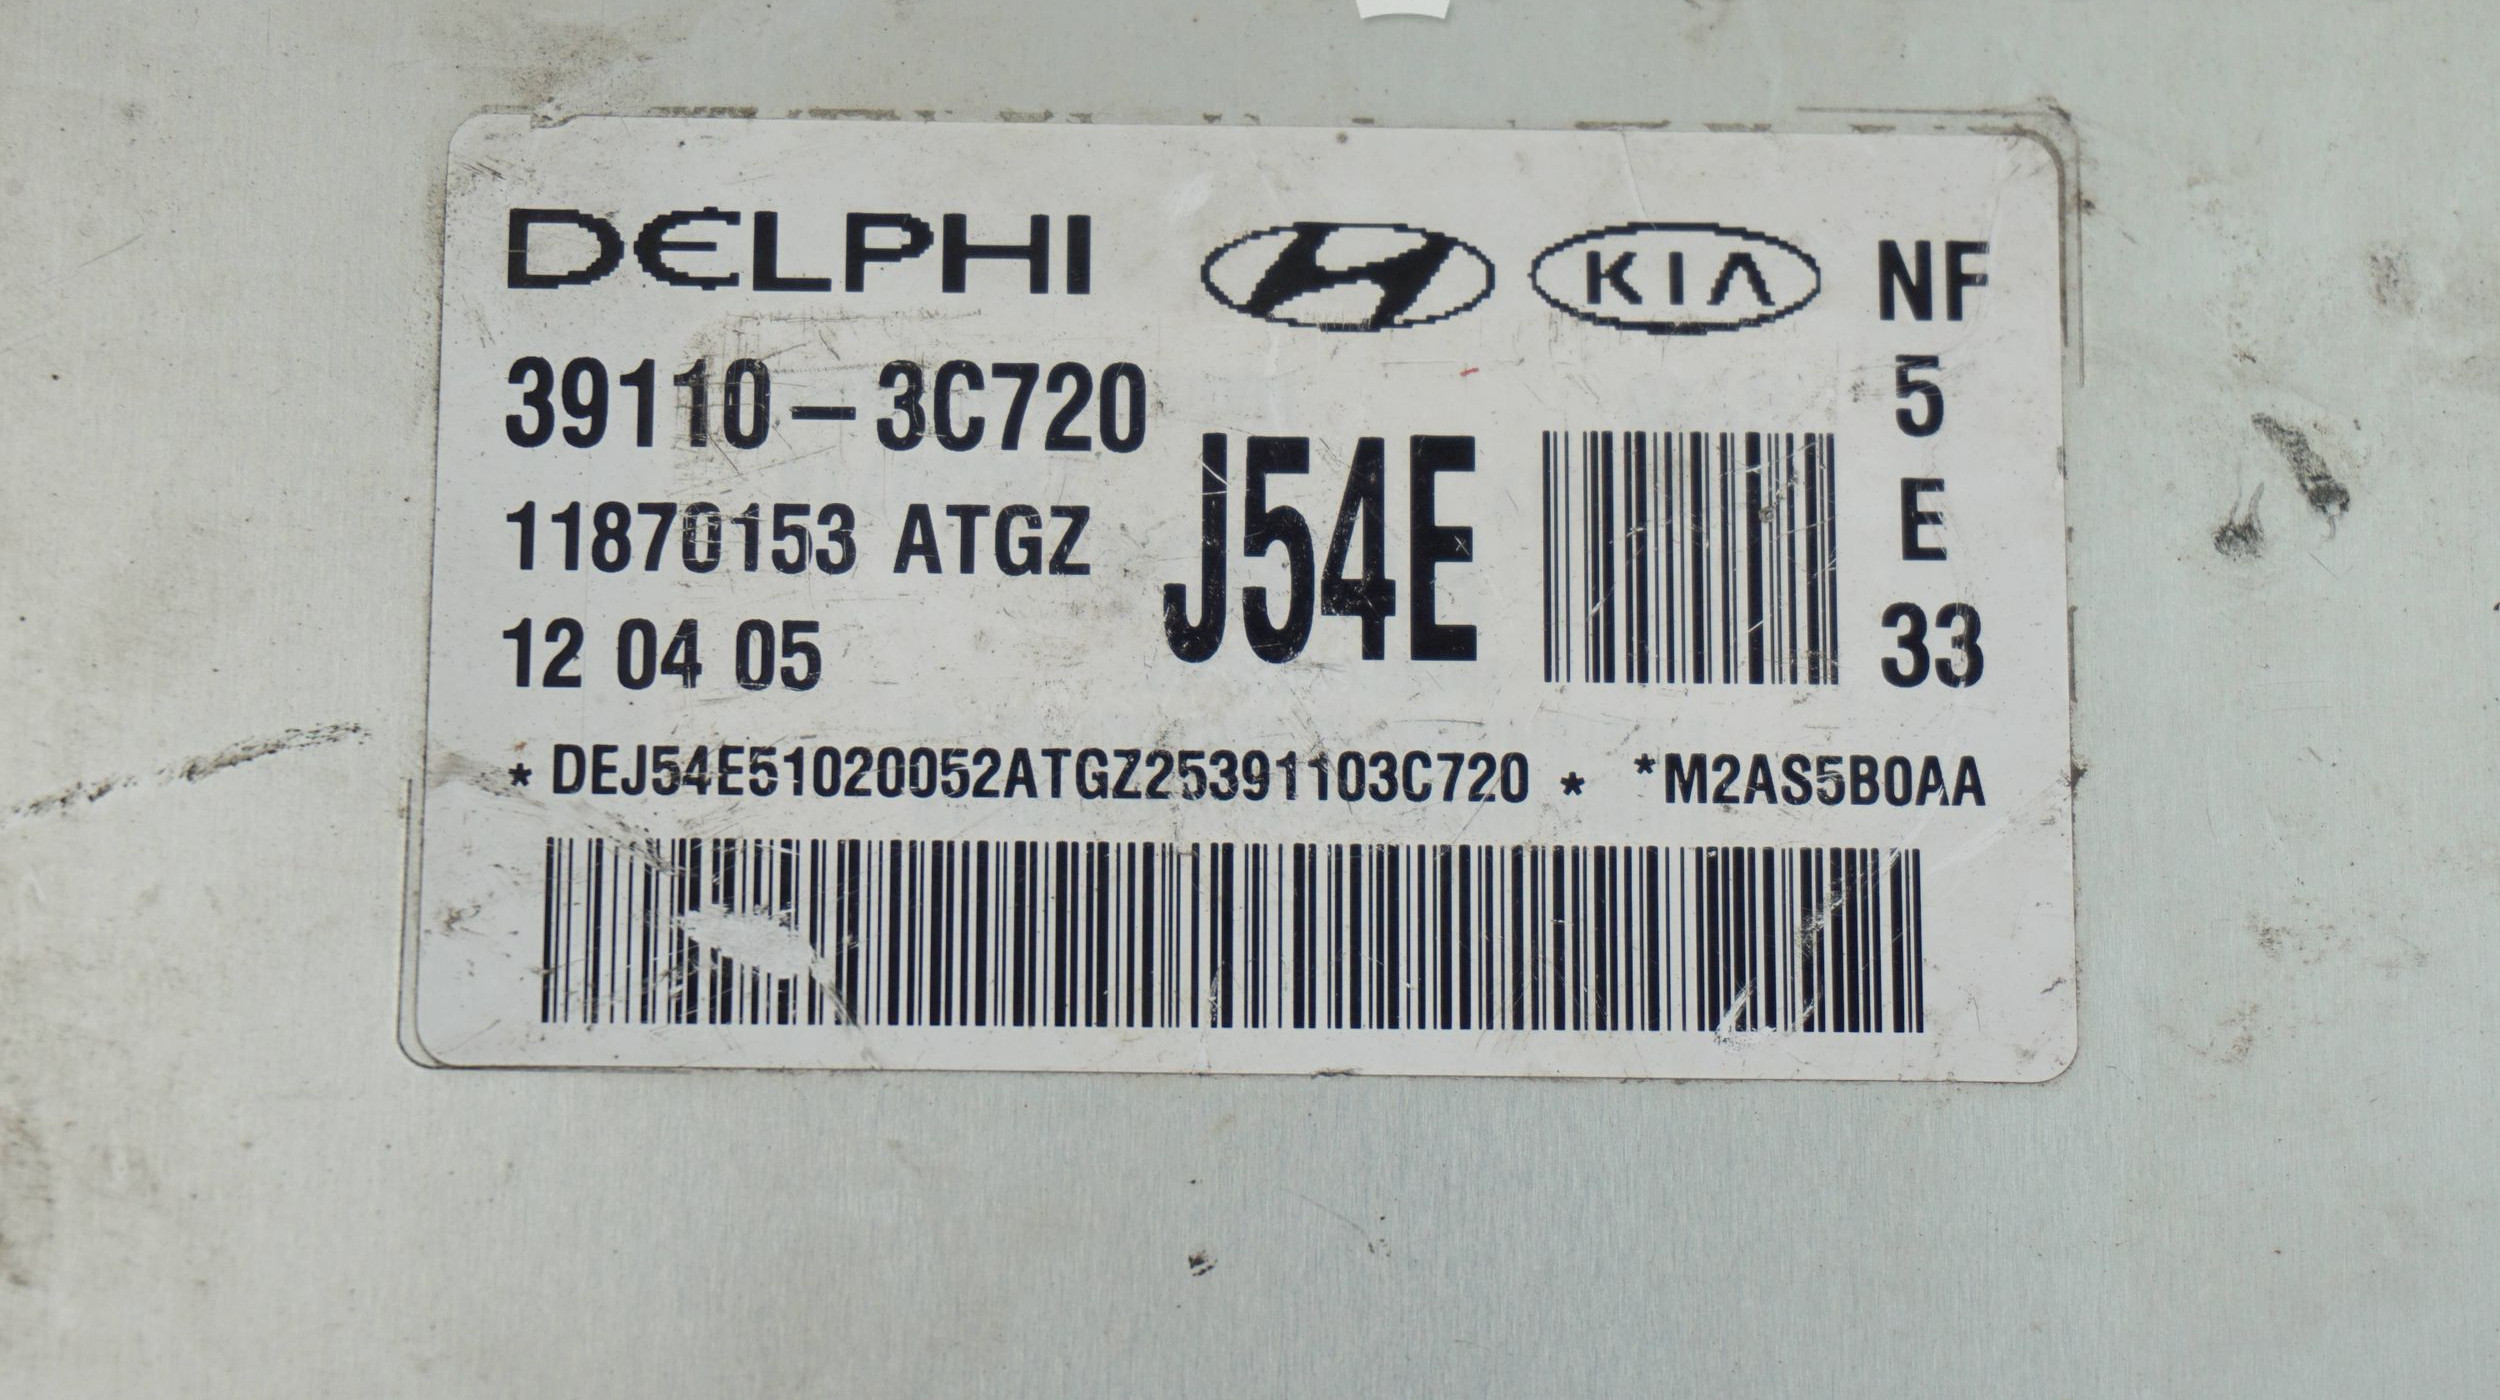 DELPHI KIA NF
39110-3C720 5
11870153 ATGZ J54E E
12 04 05 33
* DEJ54E51020052ATGZ25391103C720 * *M2AS5B0AA